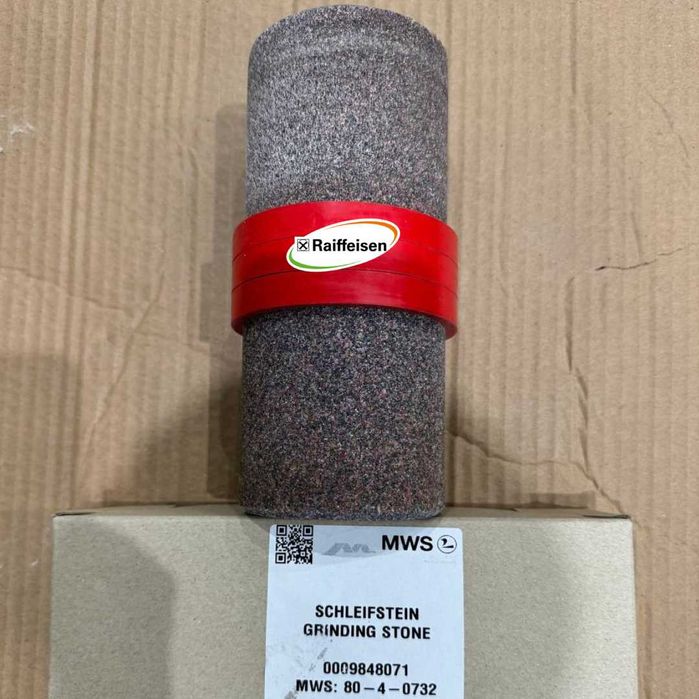 Raiffeisen
MWS
SCHLEIFSTEIN
GRINDING STONE
0009848071
MWS: 80-4-0732